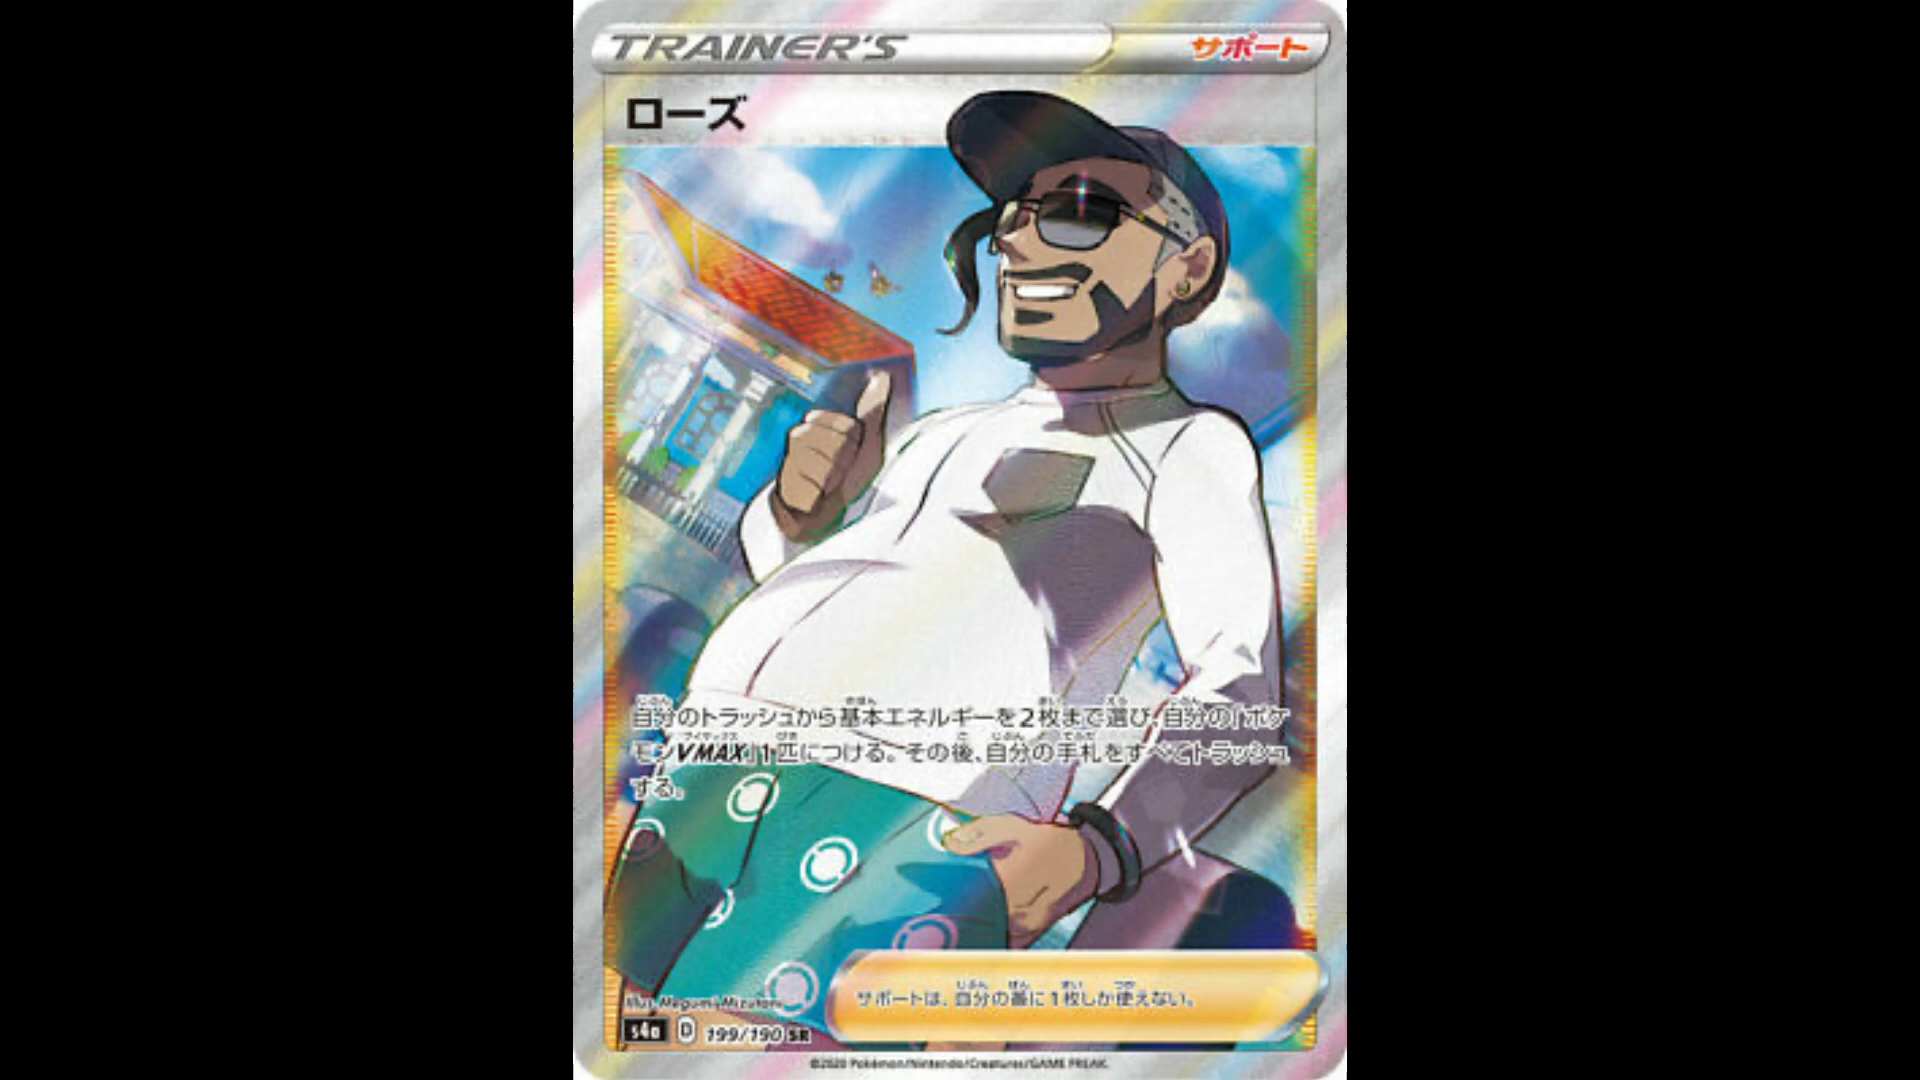 TRAINER'S サポート
ローズ
自分のトラッシュから基本エネルギーを2枚まで選び、自分の「ポケ
モンVMAX」1匹につける。その後、自分の手札をすべてトラッシュ
する。
サポートは、自分の番に1枚しか使えない。
Illus. Megumi Mizutani
s4a D 199/190 SR
©2020 Pokémon/Nintendo/Creatures/GAME FREAK.